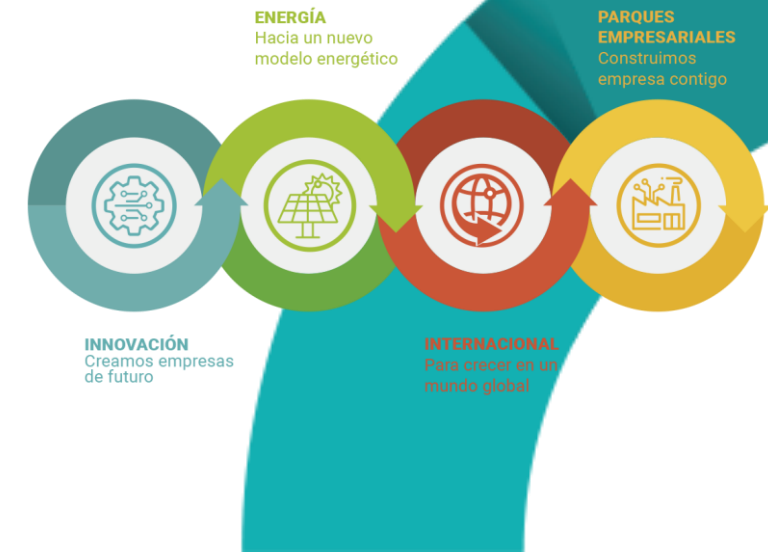 ENERGÍA
Hacia un nuevo
modelo energético
PARQUES
EMPRESARIALES
Construimos
empresa contigo
INNOVACIÓN
Creamos empresas
de futuro
INTERNACIONAL
Para crecer en un
mundo global